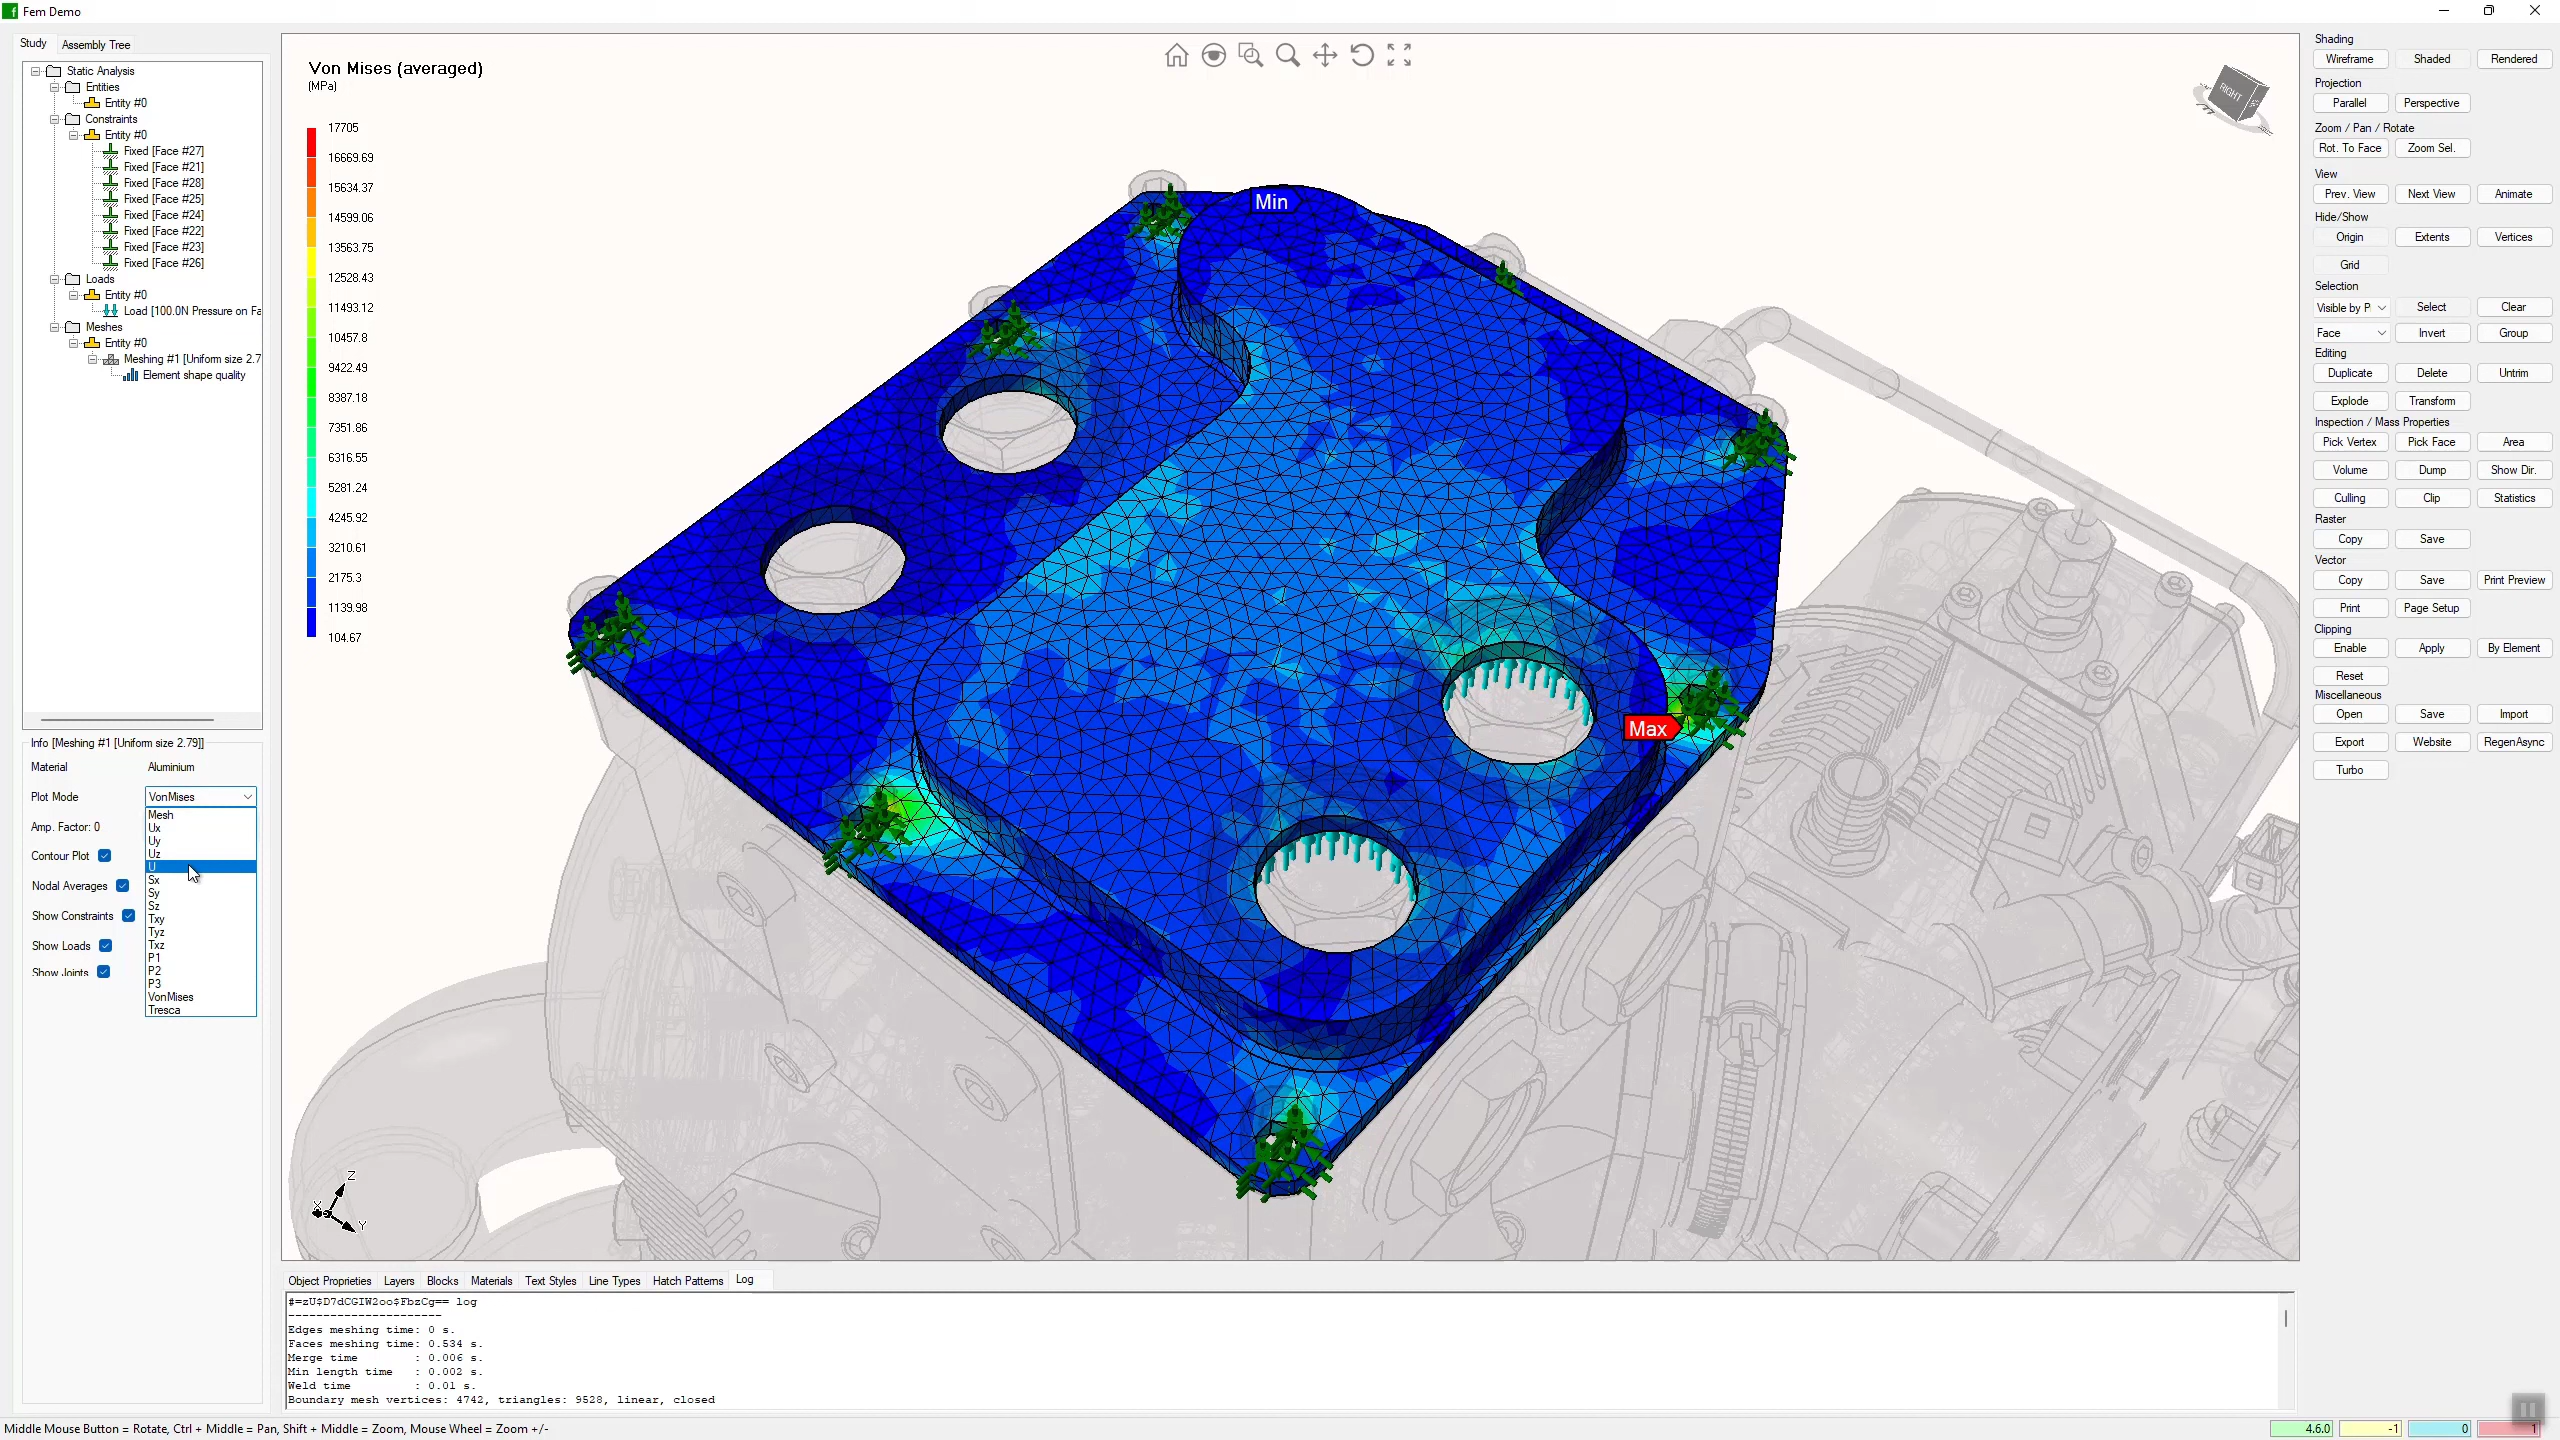 Fem Demo
Study Assembly Tree
Static Analysis
Entities
Entity #0
Constraints
Entity #0
Fixed [Face #27]
Fixed [Face #21]
Fixed [Face #28]
Fixed [Face #25]
Fixed [Face #24]
Fixed [Face #22]
Fixed [Face #23]
Fixed [Face #26]
Loads
Entity #0
Load [100.0N Pressure on Fa
Meshes
Entity #0
Meshing #1 [Uniform size 2.7
Element shape quality
Info [Meshing #1 [Uniform size 2.79]]
Material Aluminium
Plot Mode VonMises
Amp. Factor: 0
Contour Plot
Nodal Averages
Show Constraints
Show Loads
Show Joints
Mesh
Ux
Uy
Uz
U
Sx
Sy
Sz
Txy
Tyz
Txz
P1
P2
P3
VonMises
Tresca
Von Mises (averaged)
(MPa)
17705
16669.69
15634.37
14599.06
13563.75
12528.43
11493.12
10457.8
9422.49
8387.18
7351.86
6316.55
5281.24
4245.92
3210.61
2175.3
1139.98
104.67
Min
Max
RIGHT
Z
X
Y
Object Proprieties Layers Blocks Materials Text Styles Line Types Hatch Patterns Log
#=zU$D7dCGIW2oo$FbzCg== log
----------------------
Edges meshing time: 0 s.
Faces meshing time: 0.534 s.
Merge time : 0.006 s.
Min length time : 0.002 s.
Weld time : 0.01 s.
Boundary mesh vertices: 4742, triangles: 9528, linear, closed
Shading
Wireframe Shaded Rendered
Projection
Parallel Perspective
Zoom / Pan / Rotate
Rot. To Face Zoom Sel.
View
Prev. View Next View Animate
Hide/Show
Origin Extents Vertices
Grid
Selection
Visible by P Select Clear
Face Invert Group
Editing
Duplicate Delete Untrim
Explode Transform
Inspection / Mass Properties
Pick Vertex Pick Face Area
Volume Dump Show Dir.
Culling Clip Statistics
Raster
Copy Save
Vector
Copy Save Print Preview
Print Page Setup
Clipping
Enable Apply By Element
Reset
Miscellaneous
Open Save Import
Export Website RegenAsync
Turbo
Middle Mouse Button = Rotate, Ctrl + Middle = Pan, Shift + Middle = Zoom, Mouse Wheel = Zoom +/-
4.6.0 -1 0 1